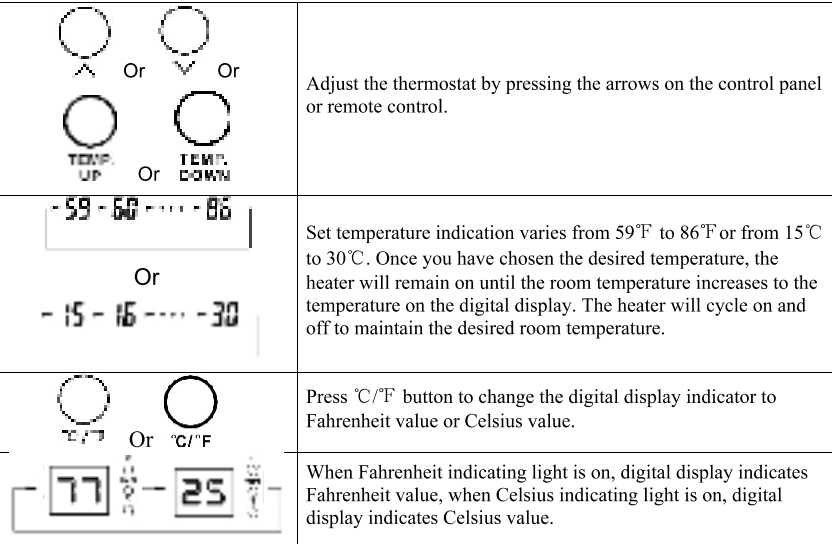 Or
Or
TEMP.
UP
Or
TEMP.
DOWN
Adjust the thermostat by pressing the arrows on the control panel
or remote control.
-59-60-····-86
Or
-15-16-····-30
Set temperature indication varies from 59℉ to 86℉or from 15℃
to 30℃. Once you have chosen the desired temperature, the
heater will remain on until the room temperature increases to the
temperature on the digital display. The heater will cycle on and
off to maintain the desired room temperature.
℃/℉
Or
°C/°F
Press ℃/℉ button to change the digital display indicator to
Fahrenheit value or Celsius value.
77
25
When Fahrenheit indicating light is on, digital display indicates
Fahrenheit value, when Celsius indicating light is on, digital
display indicates Celsius value.